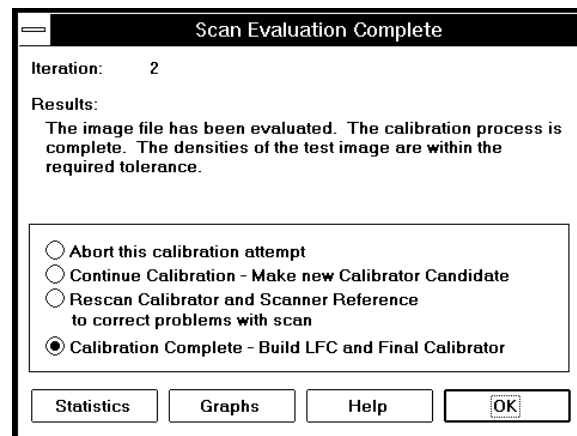 Scan Evaluation Complete
Iteration: 2
Results:
The image file has been evaluated. The calibration process is
complete. The densities of the test image are within the
required tolerance.
Abort this calibration attempt
Continue Calibration - Make new Calibrator Candidate
Rescan Calibrator and Scanner Reference
to correct problems with scan
Calibration Complete - Build LFC and Final Calibrator
Statistics Graphs Help OK